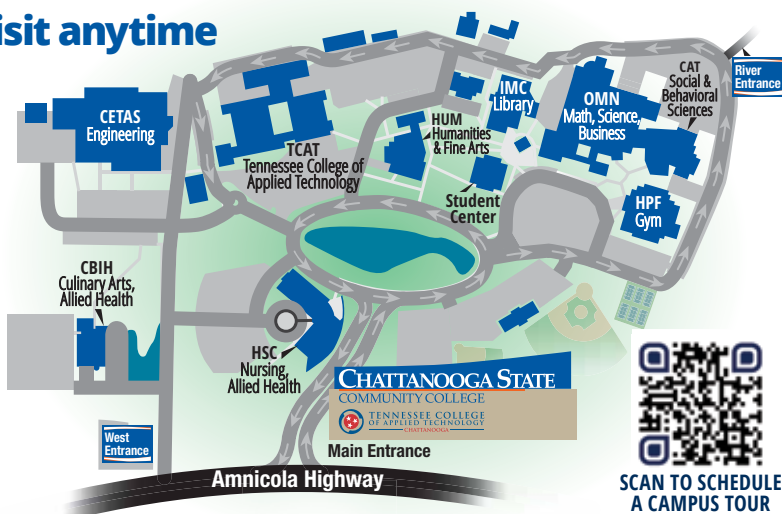 isit anytime
CETAS
Engineering
TCAT
Tennessee College of
Applied Technology
HUM
Humanities
& Fine Arts
IMC
Library
OMN
Math, Science,
Business
CAT
Social &
Behavioral
Sciences
River
Entrance
Student
Center
HPF
Gym
CBIH
Culinary Arts,
Allied Health
HSC
Nursing,
Allied Health
CHATTANOOGA STATE
COMMUNITY COLLEGE
TENNESSEE COLLEGE
OF APPLIED TECHNOLOGY
CHATTANOOGA
West
Entrance
Main Entrance
Amnicola Highway
SCAN TO SCHEDULE
A CAMPUS TOUR